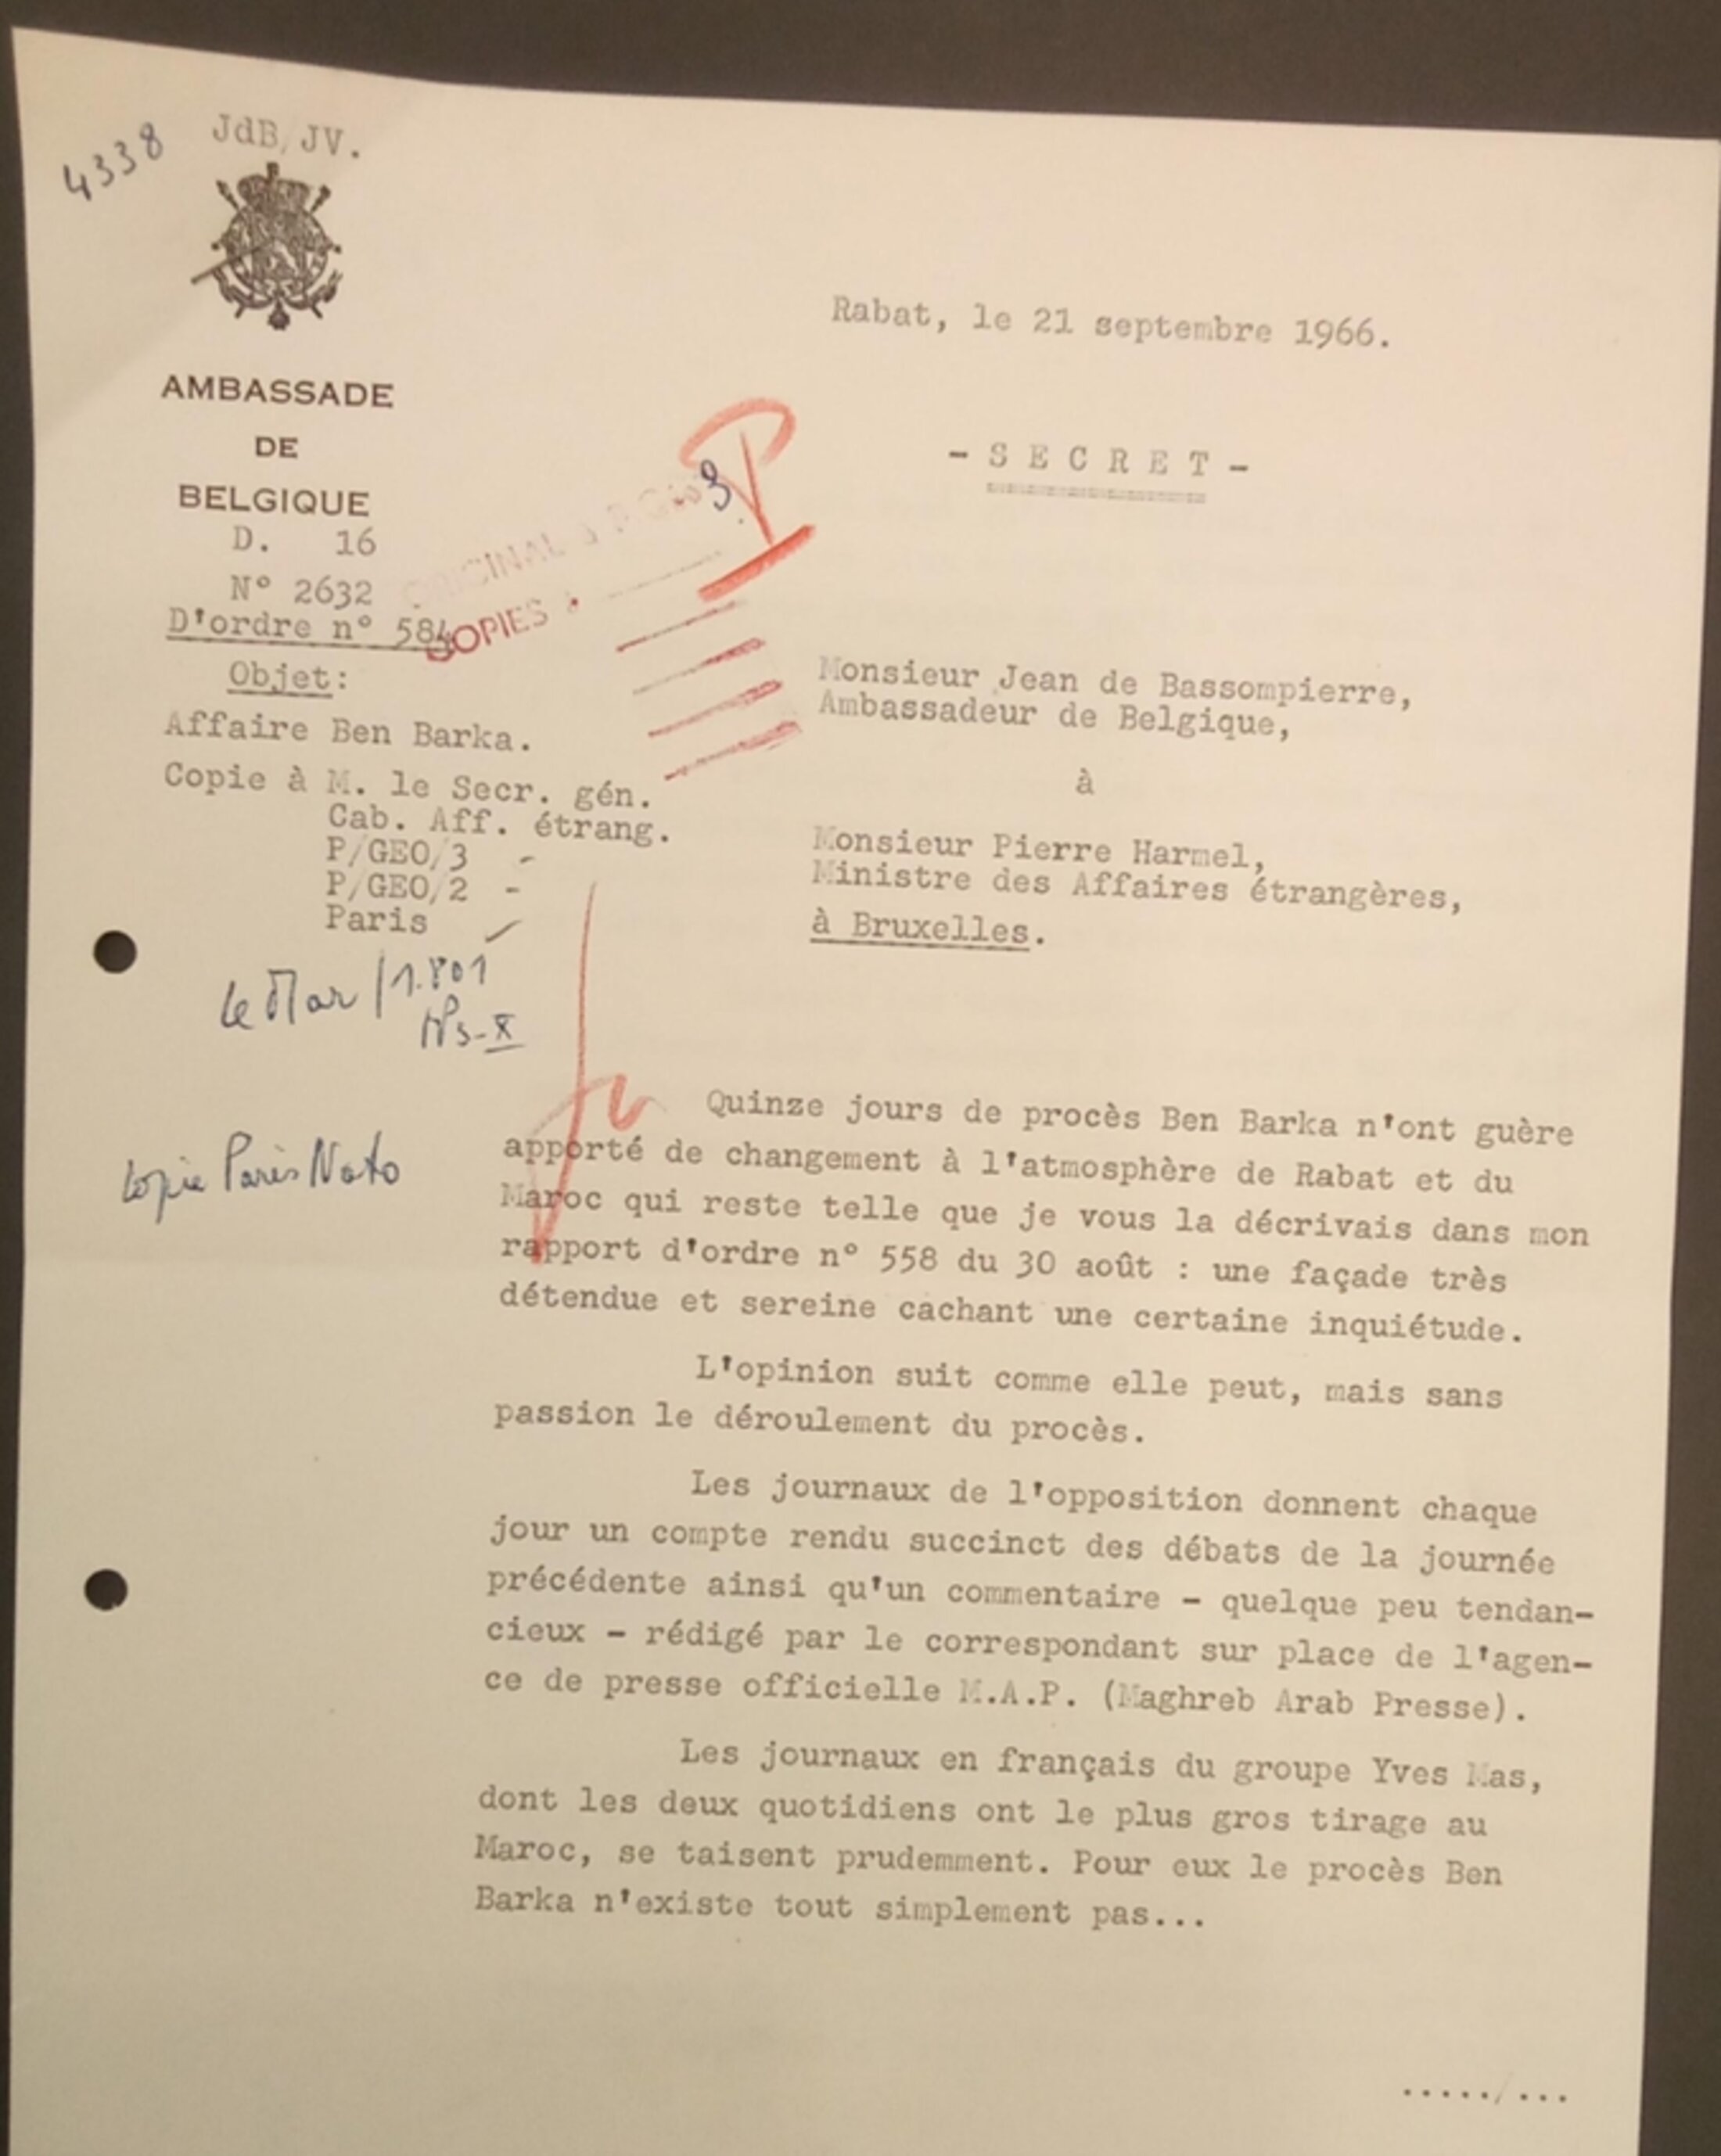 4338
JdB/JV.
AMBASSADE
DE
BELGIQUE
D. 16
N° 2632
D'ordre n° 584
Objet:
Affaire Ben Barka.
Copie à M. le Secr. gén.
Cab. Aff. étrang.
P/GEO/3 -
P/GEO/2 -
Paris
Copie Paris Nato
ORIGINAL à P
COPIES à
Rabat, le 21 septembre 1966.
- S E C R E T -
Monsieur Jean de Bassompierre,
Ambassadeur de Belgique,
à
Monsieur Pierre Harmel,
Ministre des Affaires étrangères,
à Bruxelles.
Quinze jours de procès Ben Barka n'ont guère
apporté de changement à l'atmosphère de Rabat et du
Maroc qui reste telle que je vous la décrivais dans mon
rapport d'ordre n° 558 du 30 août : une façade très
détendue et sereine cachant une certaine inquiétude.
L'opinion suit comme elle peut, mais sans
passion le déroulement du procès.
Les journaux de l'opposition donnent chaque
jour un compte rendu succinct des débats de la journée
précédente ainsi qu'un commentaire - quelque peu tendan-
cieux - rédigé par le correspondant sur place de l'agen-
ce de presse officielle M.A.P. (Maghreb Arab Presse).
Les journaux en français du groupe Yves Mas,
dont les deux quotidiens ont le plus gros tirage au
Maroc, se taisent prudemment. Pour eux le procès Ben
Barka n'existe tout simplement pas...
...../...